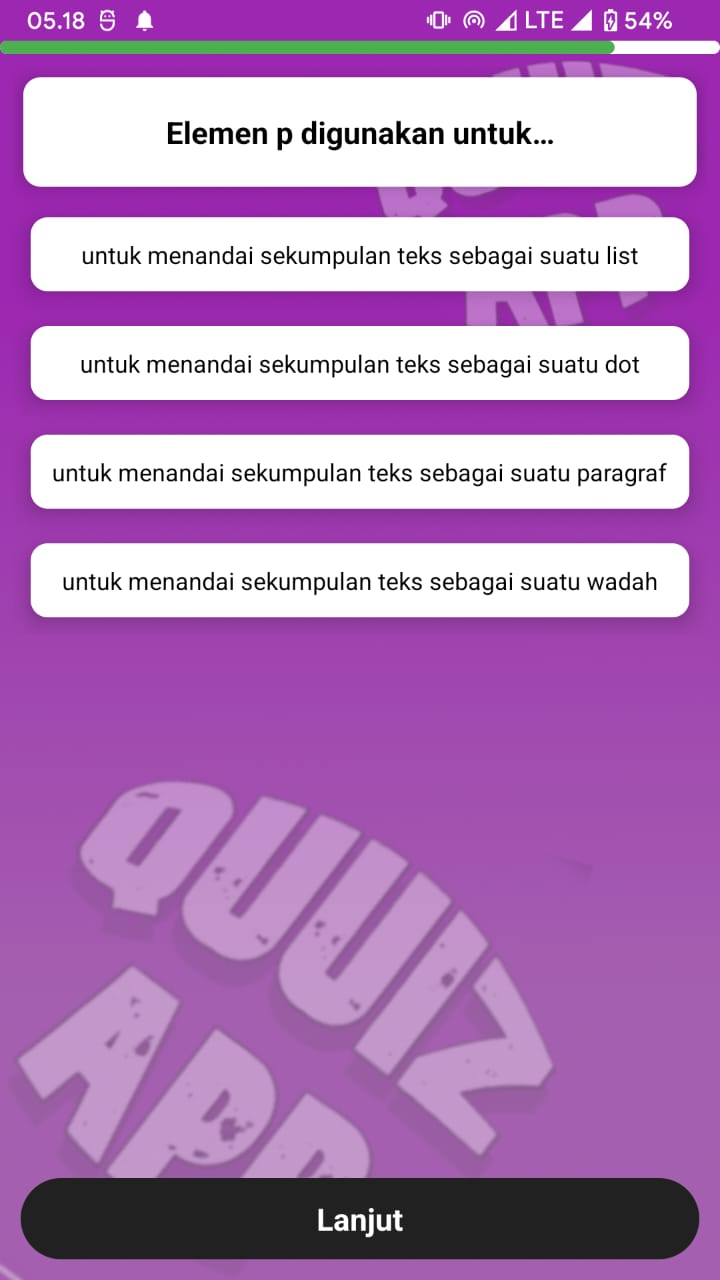 05.18 LTE 54%
Elemen p digunakan untuk...
untuk menandai sekumpulan teks sebagai suatu list
untuk menandai sekumpulan teks sebagai suatu dot
untuk menandai sekumpulan teks sebagai suatu paragraf
untuk menandai sekumpulan teks sebagai suatu wadah
QUUIZ
APP
Lanjut